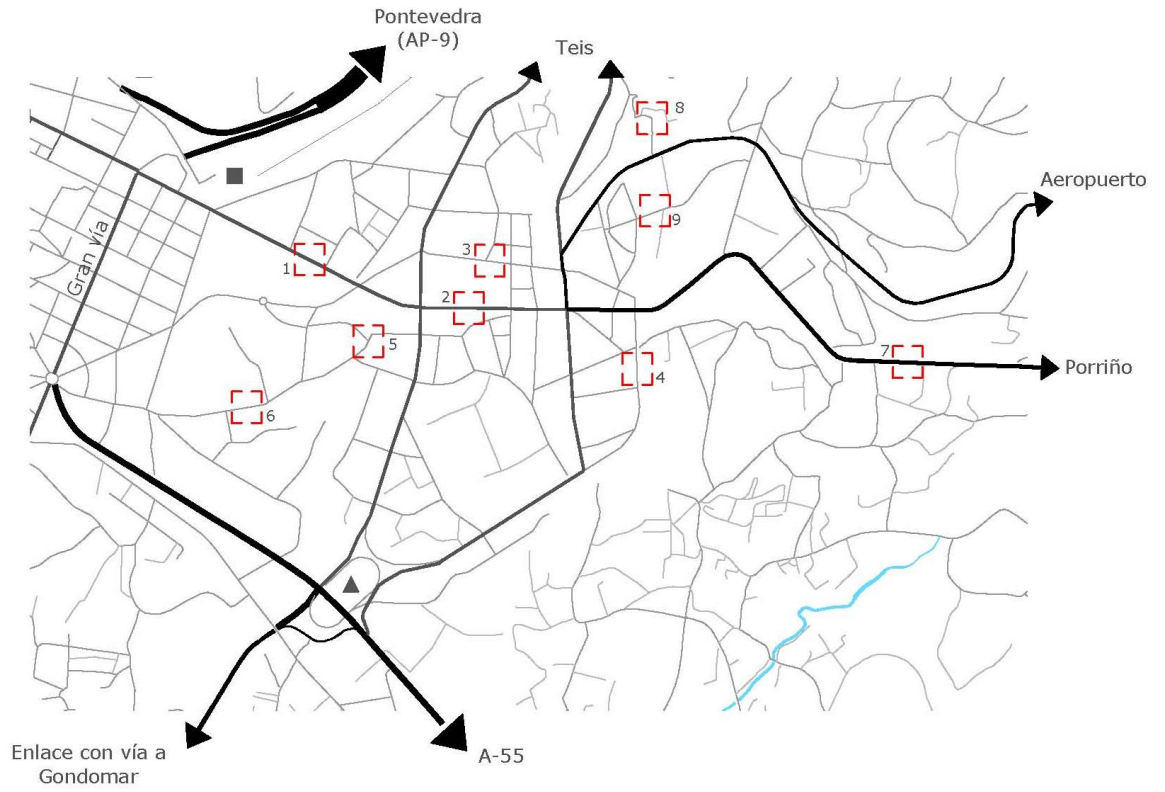 Pontevedra
(AP-9)
Teis
8
Aeropuerto
9
Gran vía
3
1
2
5
7
Porriño
4
6
Enlace con vía a
Gondomar
A-55